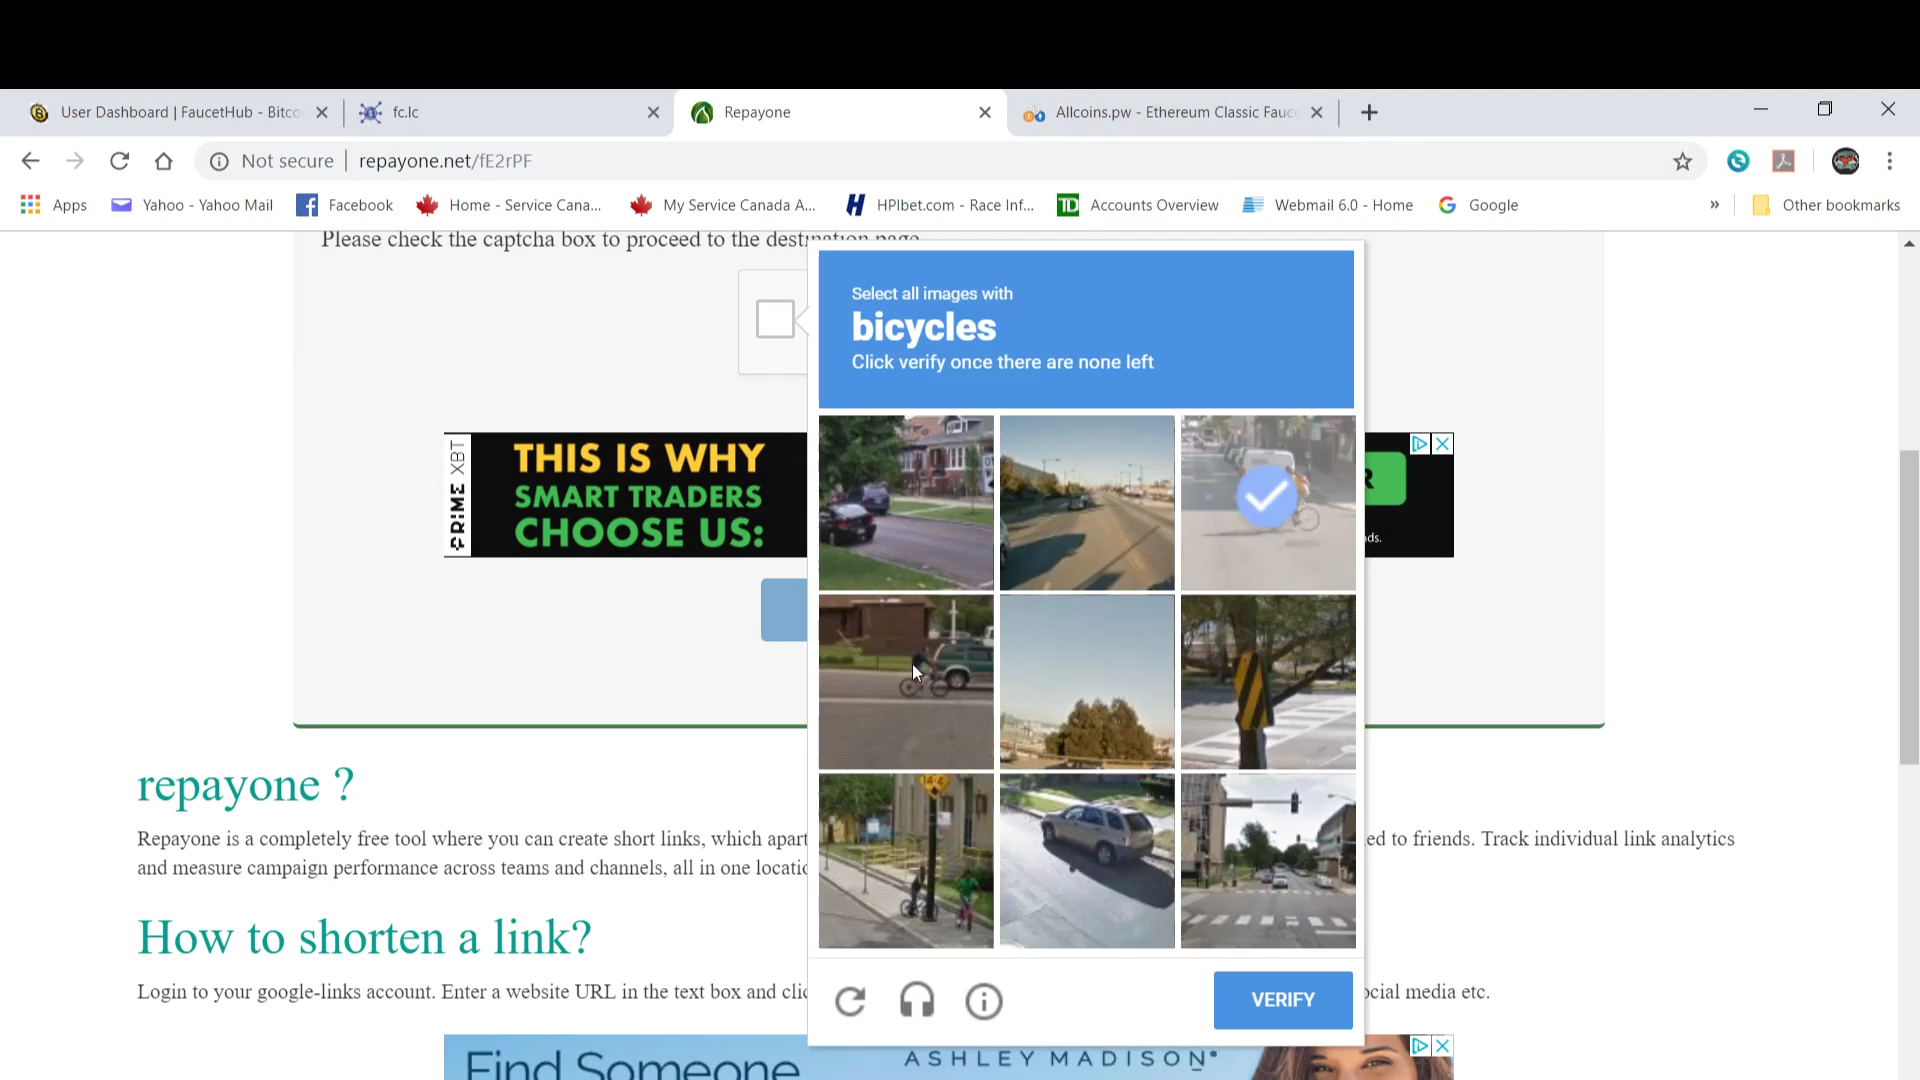 User Dashboard | FaucetHub - Bitco
fc.lc
Repayone
Allcoins.pw - Ethereum Classic Fauce
Not secure
repayone.net/fE2rPF
Apps
Yahoo - Yahoo Mail
Facebook
Home - Service Cana...
My Service Canada A...
HPIbet.com - Race Inf...
TD
Accounts Overview
Webmail 6.0 - Home
Google
»
Other bookmarks
Please check the captcha box to proceed to the destination page
Select all images with
bicycles
Click verify once there are none left
PRIME XBT
THIS IS WHY
SMART TRADERS
CHOOSE US:
R
ds.
repayone ?
Repayone is a completely free tool where you can create short links, which apart
ed to friends. Track individual link analytics
and measure campaign performance across teams and channels, all in one locatio
How to shorten a link?
Login to your google-links account. Enter a website URL in the text box and clic
ocial media etc.
VERIFY
Find Someone
ASHLEY MADISON®